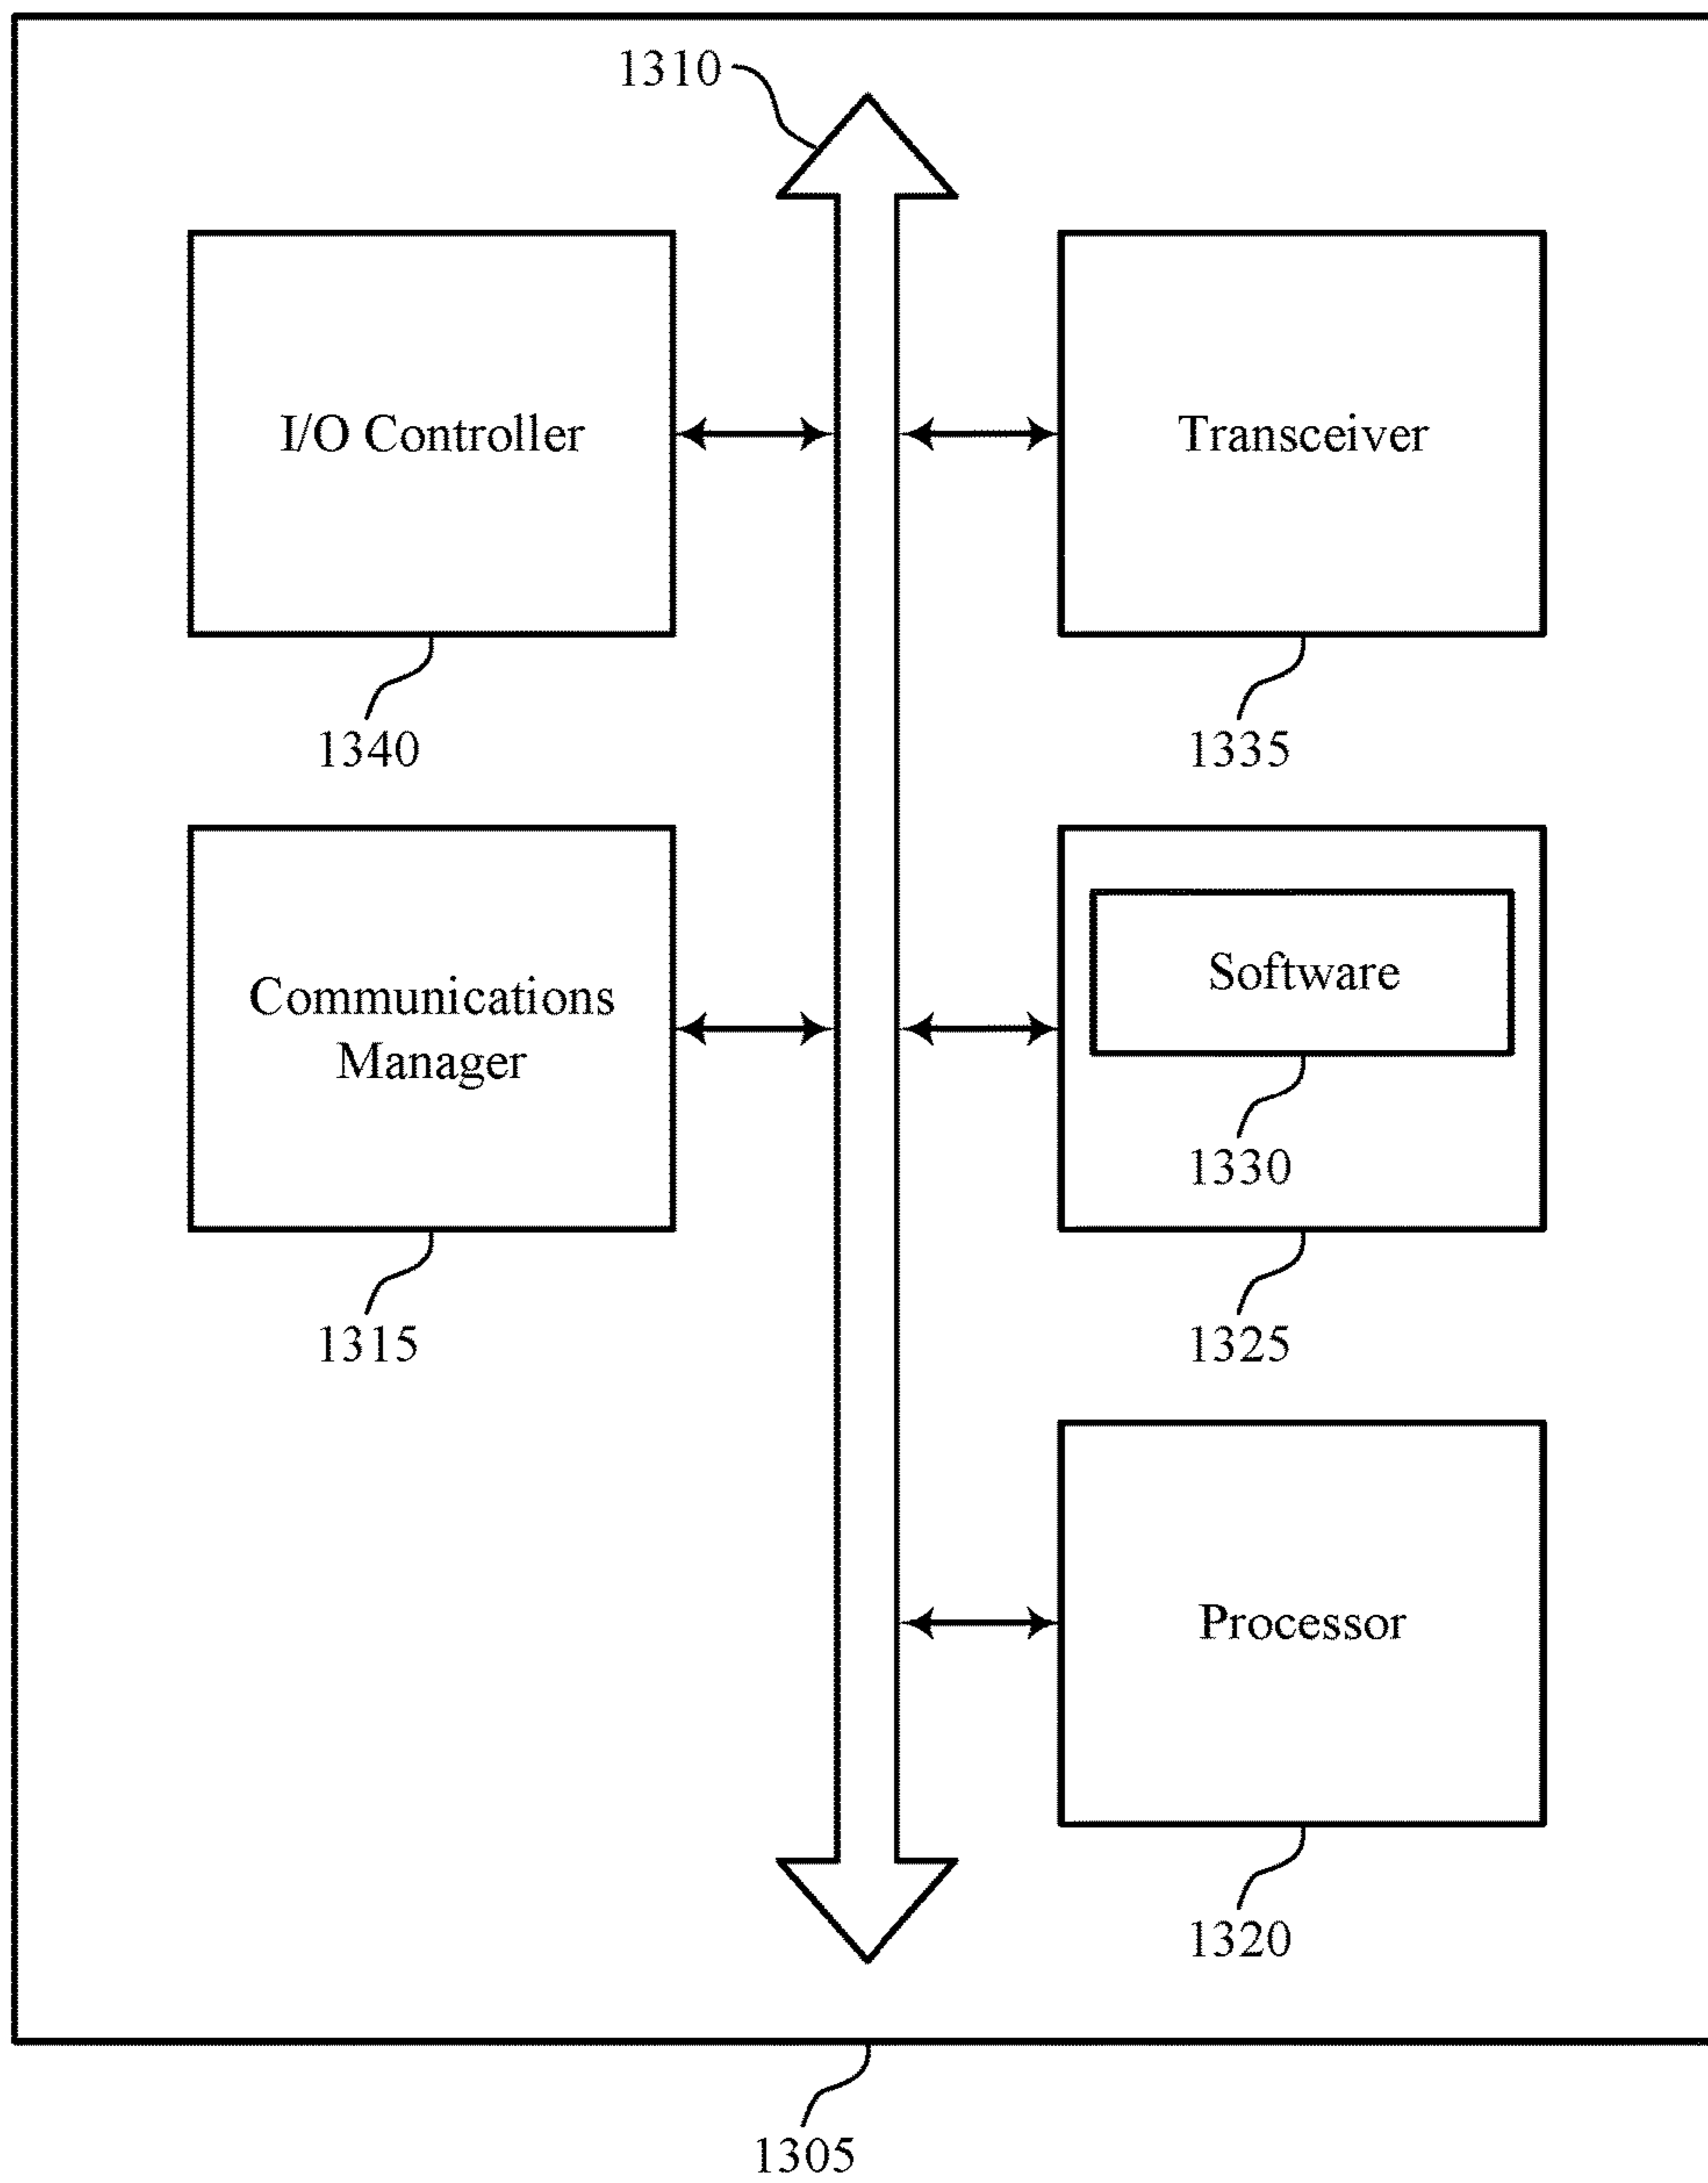 1310
I/O Controller
Transceiver
1340
1335
Communications
Manager
Software
1330
1315
1325
Processor
1320
1305